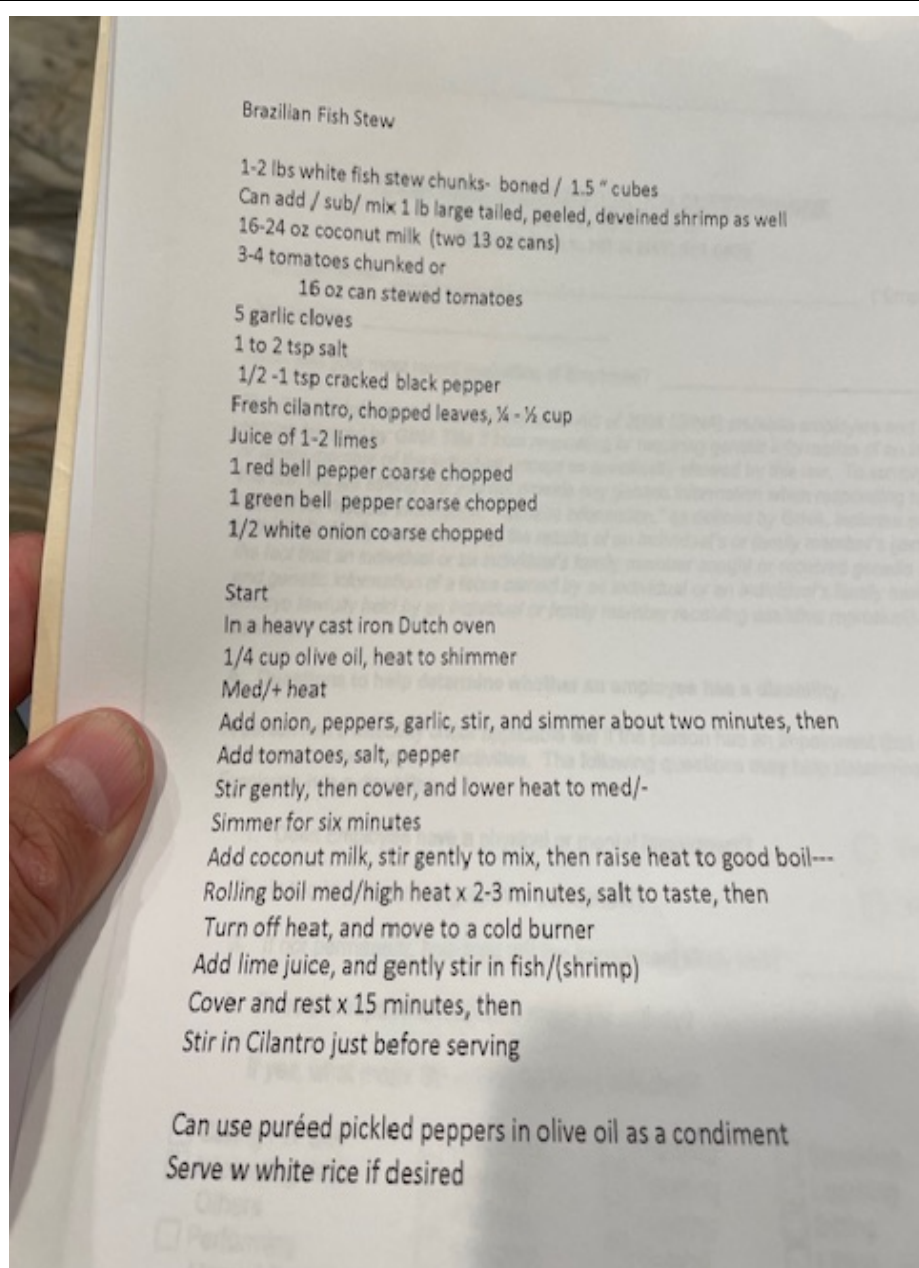 Brazilian Fish Stew
1-2 lbs white fish stew chunks- boned / 1.5 “ cubes
Can add / sub/ mix 1 lb large tailed, peeled, deveined shrimp as well
16-24 oz coconut milk (two 13 oz cans)
3-4 tomatoes chunked or
16 oz can stewed tomatoes
5 garlic cloves
1 to 2 tsp salt
1/2 -1 tsp cracked black pepper
Fresh cilantro, chopped leaves, ¼ - ½ cup
Juice of 1-2 limes
1 red bell pepper coarse chopped
1 green bell pepper coarse chopped
1/2 white onion coarse chopped
Start
In a heavy cast iron Dutch oven
1/4 cup olive oil, heat to shimmer
Med/+ heat
Add onion, peppers, garlic, stir, and simmer about two minutes, then
Add tomatoes, salt, pepper
Stir gently, then cover, and lower heat to med/-
Simmer for six minutes
Add coconut milk, stir gently to mix, then raise heat to good boil---
Rolling boil med/high heat x 2-3 minutes, salt to taste, then
Turn off heat, and move to a cold burner
Add lime juice, and gently stir in fish/(shrimp)
Cover and rest x 15 minutes, then
Stir in Cilantro just before serving
Can use puréed pickled peppers in olive oil as a condiment
Serve w white rice if desired